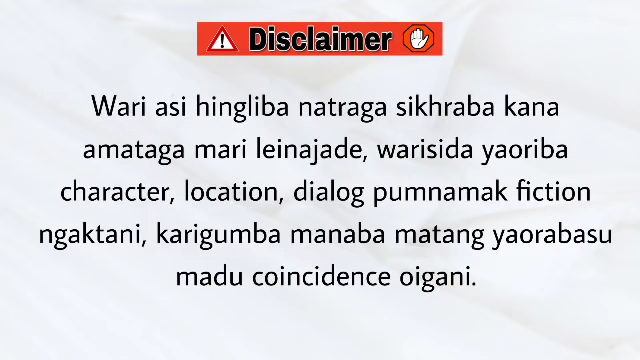 Disclaimer
Wari asi hingliba natraga sikhraba kana
amataga mari leinajade, warisida yaoriba
character, location, dialog pumnamak fiction
ngaktani, karigumba manaba matang yaorabasu
madu coincidence oigani.